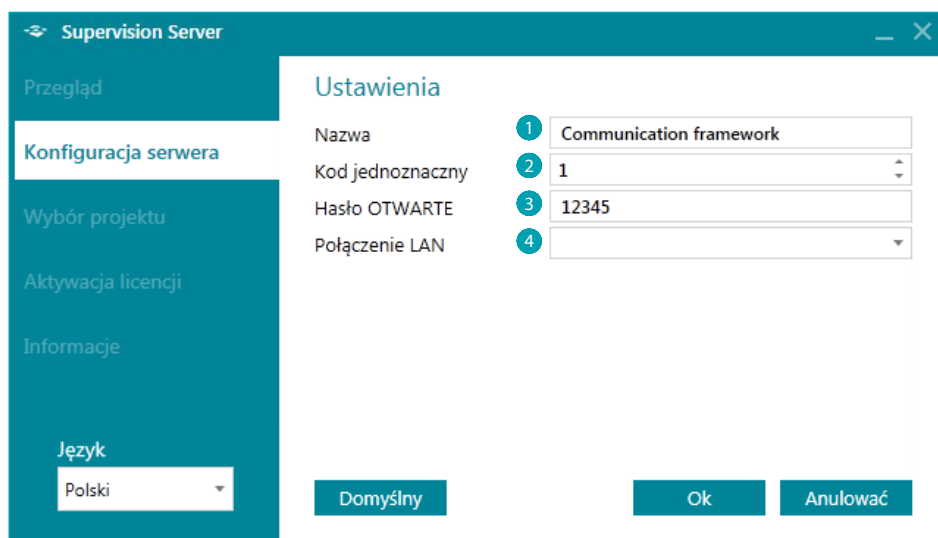 Supervision Server
Przegląd
Konfiguracja serwera
Wybór projektu
Aktywacja licencji
Informacje
Język
Polski
Ustawienia
Nazwa 1 Communication framework
Kod jednoznaczny 2 1
Hasło OTWARTE 3 12345
Połączenie LAN 4
Domyślny Ok Anulować